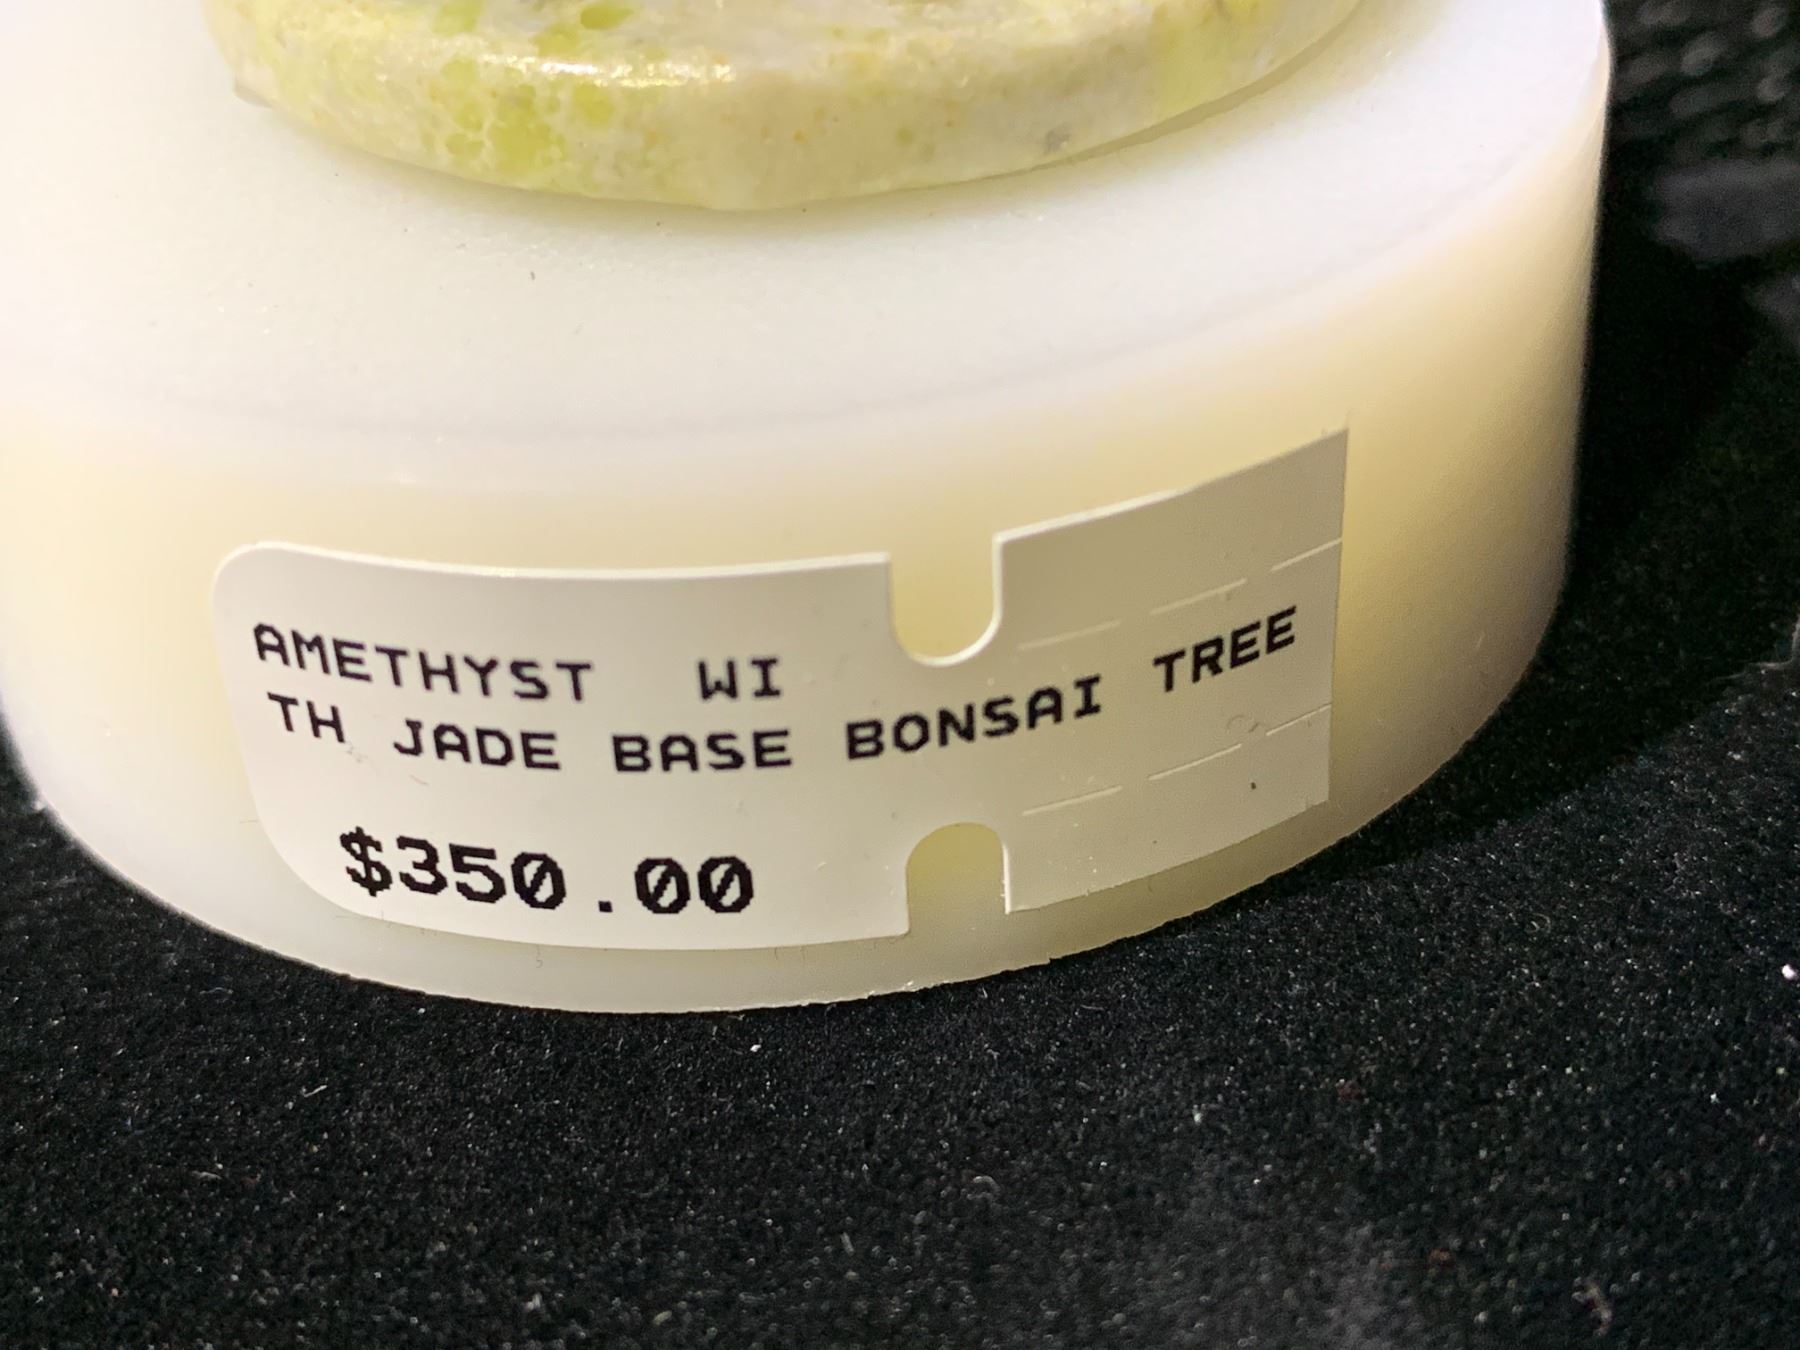 AMETHYST WI
TH JADE BASE BONSAI TREE
$350.00